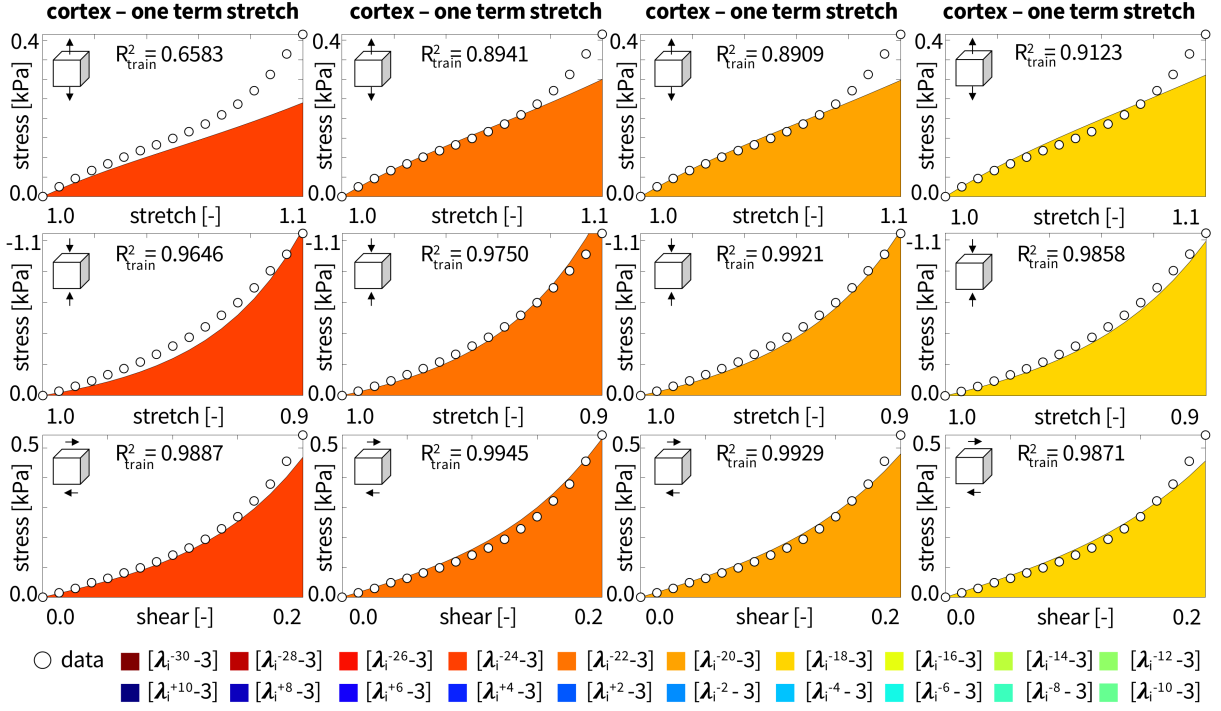 cortex – one term stretch cortex – one term stretch cortex – one term stretch cortex – one term stretch
0.4 R²train = 0.6583 0.4 R²train = 0.8941 0.4 R²train = 0.8909 0.4 R²train = 0.9123
stress [kPa] stress [kPa] stress [kPa] stress [kPa]
0.0 0.0 0.0 0.0
1.0 stretch [-] 1.1 1.0 stretch [-] 1.1 1.0 stretch [-] 1.1 1.0 stretch [-] 1.1
-1.1 R²train = 0.9646 -1.1 R²train = 0.9750 -1.1 R²train = 0.9921 -1.1 R²train = 0.9858
stress [kPa] stress [kPa] stress [kPa] stress [kPa]
0.0 0.0 0.0 0.0
1.0 stretch [-] 0.9 1.0 stretch [-] 0.9 1.0 stretch [-] 0.9 1.0 stretch [-] 0.9
0.5 R²train = 0.9887 0.5 R²train = 0.9945 0.5 R²train = 0.9929 0.5 R²train = 0.9871
stress [kPa] stress [kPa] stress [kPa] stress [kPa]
0.0 0.0 0.0 0.0
0.0 shear [-] 0.2 0.0 shear [-] 0.2 0.0 shear [-] 0.2 0.0 shear [-] 0.2
data [λi-30 -3] [λi-28-3] [λi-26-3] [λi-24-3] [λi-22-3] [λi-20-3] [λi-18-3] [λi-16-3] [λi-14-3] [λi-12-3]
[λi+10-3] [λi+8-3] [λi+6-3] [λi+4-3] [λi+2-3] [λi-2 - 3] [λi-4 - 3] [λi-6 - 3] [λi-8 - 3] [λi-10 -3]